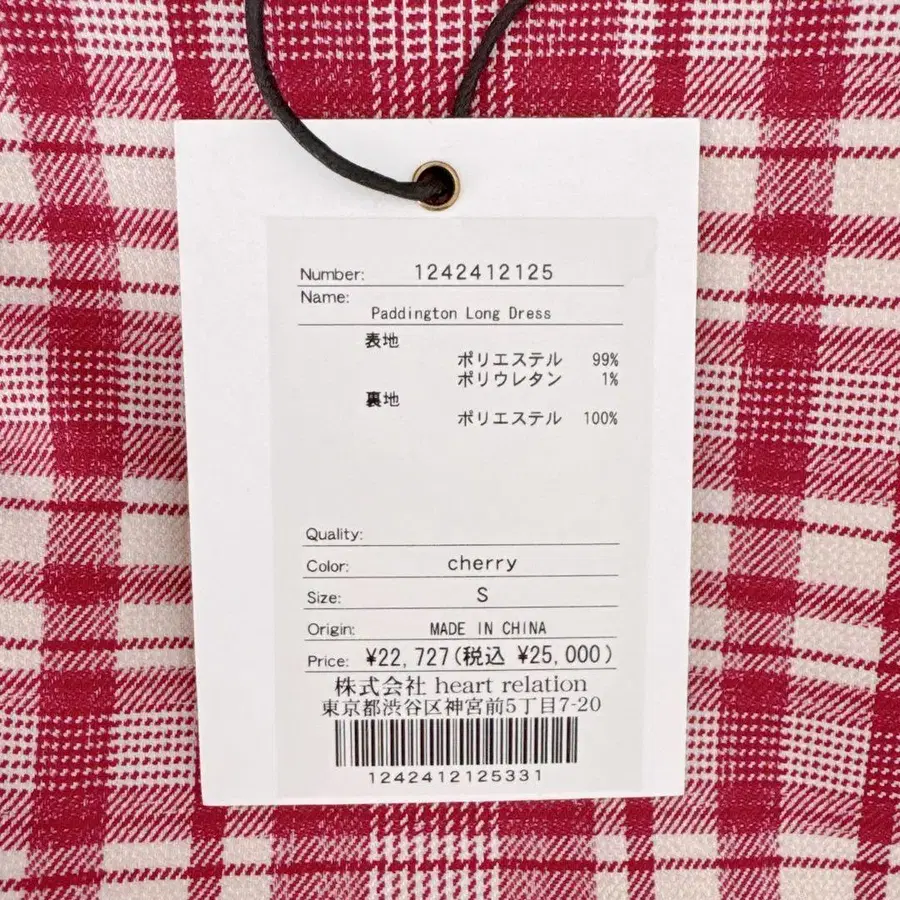 Number: 1242412125
Name:
Paddington Long Dress
表地
ポリエステル 99%
ポリウレタン 1%
裏地
ポリエステル 100%
Quality:
Color: cherry
Size: S
Origin: MADE IN CHINA
Price: ¥22,727(税込 ¥25,000)
株式会社 heart relation
東京都渋谷区神宮前5丁目7-20
1242412125331